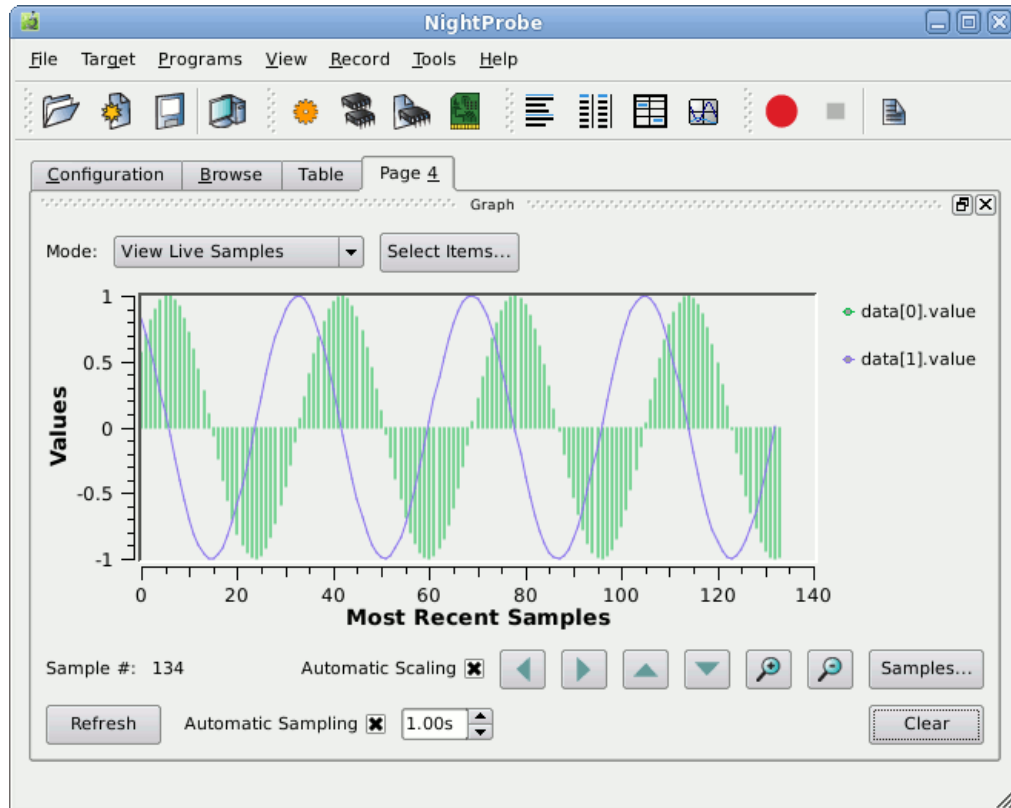 NightProbe
File Target Programs View Record Tools Help
Configuration Browse Table Page 4
Graph
Mode: View Live Samples Select Items...
1
0.5
0
-0.5
-1
Values
0 20 40 60 80 100 120 140
Most Recent Samples
data[0].value
data[1].value
Sample #: 134 Automatic Scaling Samples...
Refresh Automatic Sampling 1.00s Clear